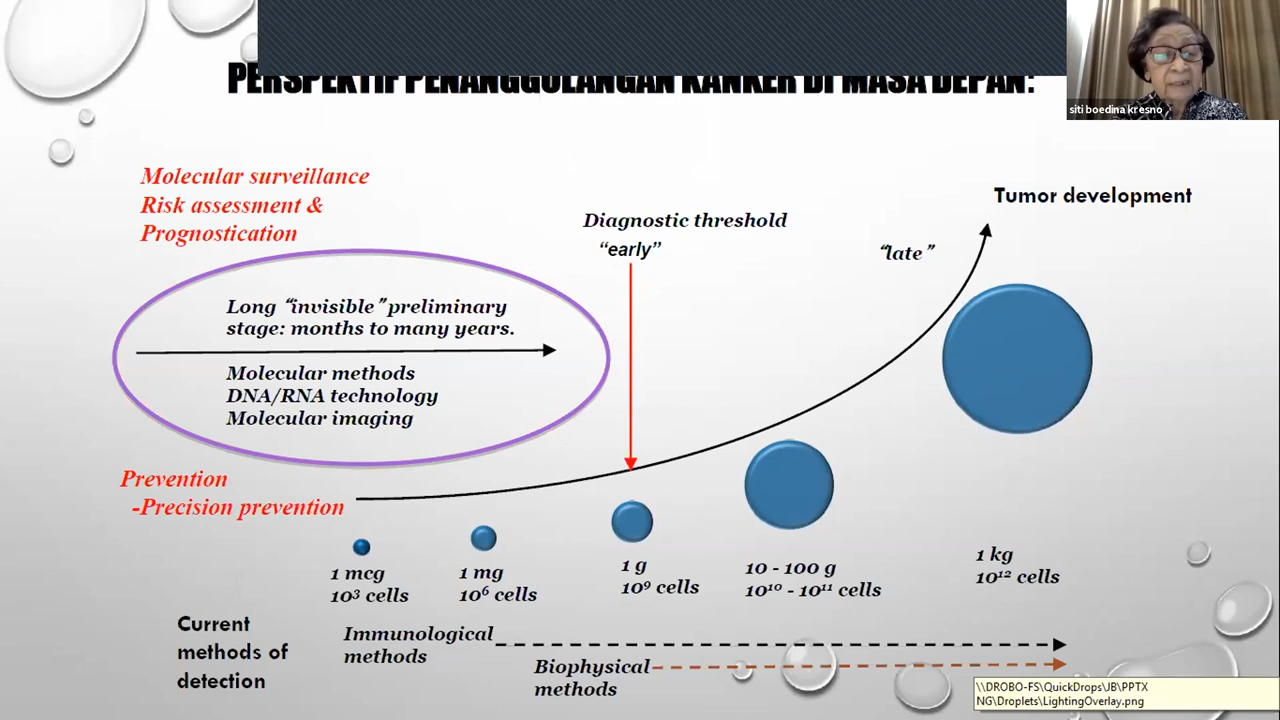 PERSPEKTIF PENANGGULANGAN KANKER DI MASA DEPAN:
siti boedina kresno
Molecular surveillance
Risk assessment &
Prognostication
Tumor development
Diagnostic threshold
“early”
“late”
Long “invisible” preliminary
stage: months to many years.
Molecular methods
DNA/RNA technology
Molecular imaging
Prevention
-Precision prevention
1 mcg
10³ cells
1 mg
10⁶ cells
1 g
10⁹ cells
10 - 100 g
10¹⁰ - 10¹¹ cells
1 kg
10¹² cells
Current
methods of
detection
Immunological
methods
Biophysical
methods
\\DROBO-FS\QuickDrops\JB\PPTX
NG\Droplets\LightingOverlay.png